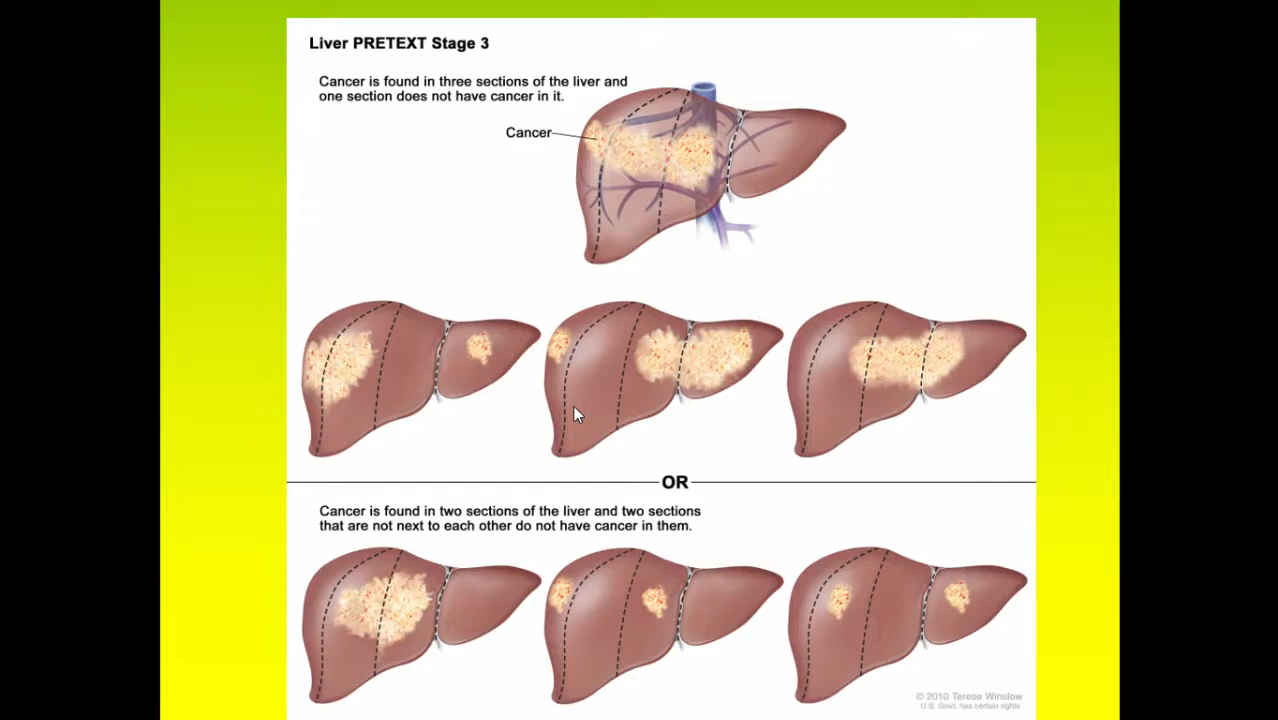 Liver PRETEXT Stage 3
Cancer is found in three sections of the liver and
one section does not have cancer in it.
Cancer
OR
Cancer is found in two sections of the liver and two sections
that are not next to each other do not have cancer in them.
© 2010 Terese Winslow
U.S. Govt. has certain rights